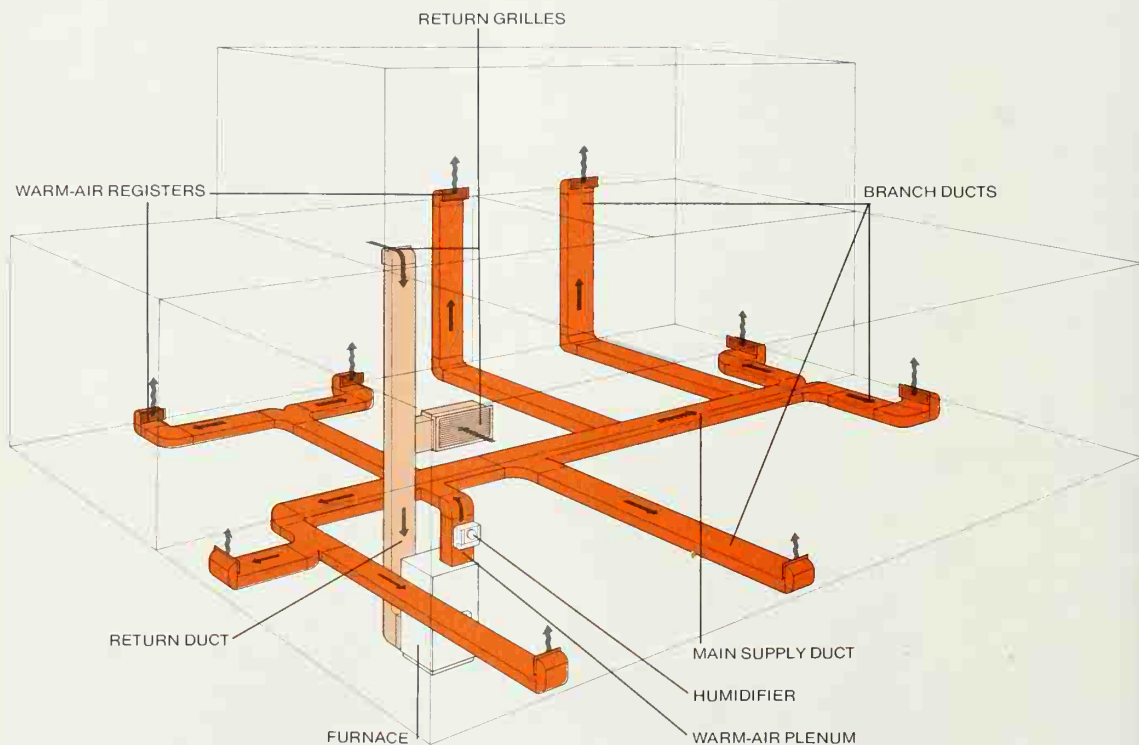 RETURN GRILLES
WARM-AIR REGISTERS
BRANCH DUCTS
RETURN DUCT
MAIN SUPPLY DUCT
HUMIDIFIER
FURNACE
WARM-AIR PLENUM